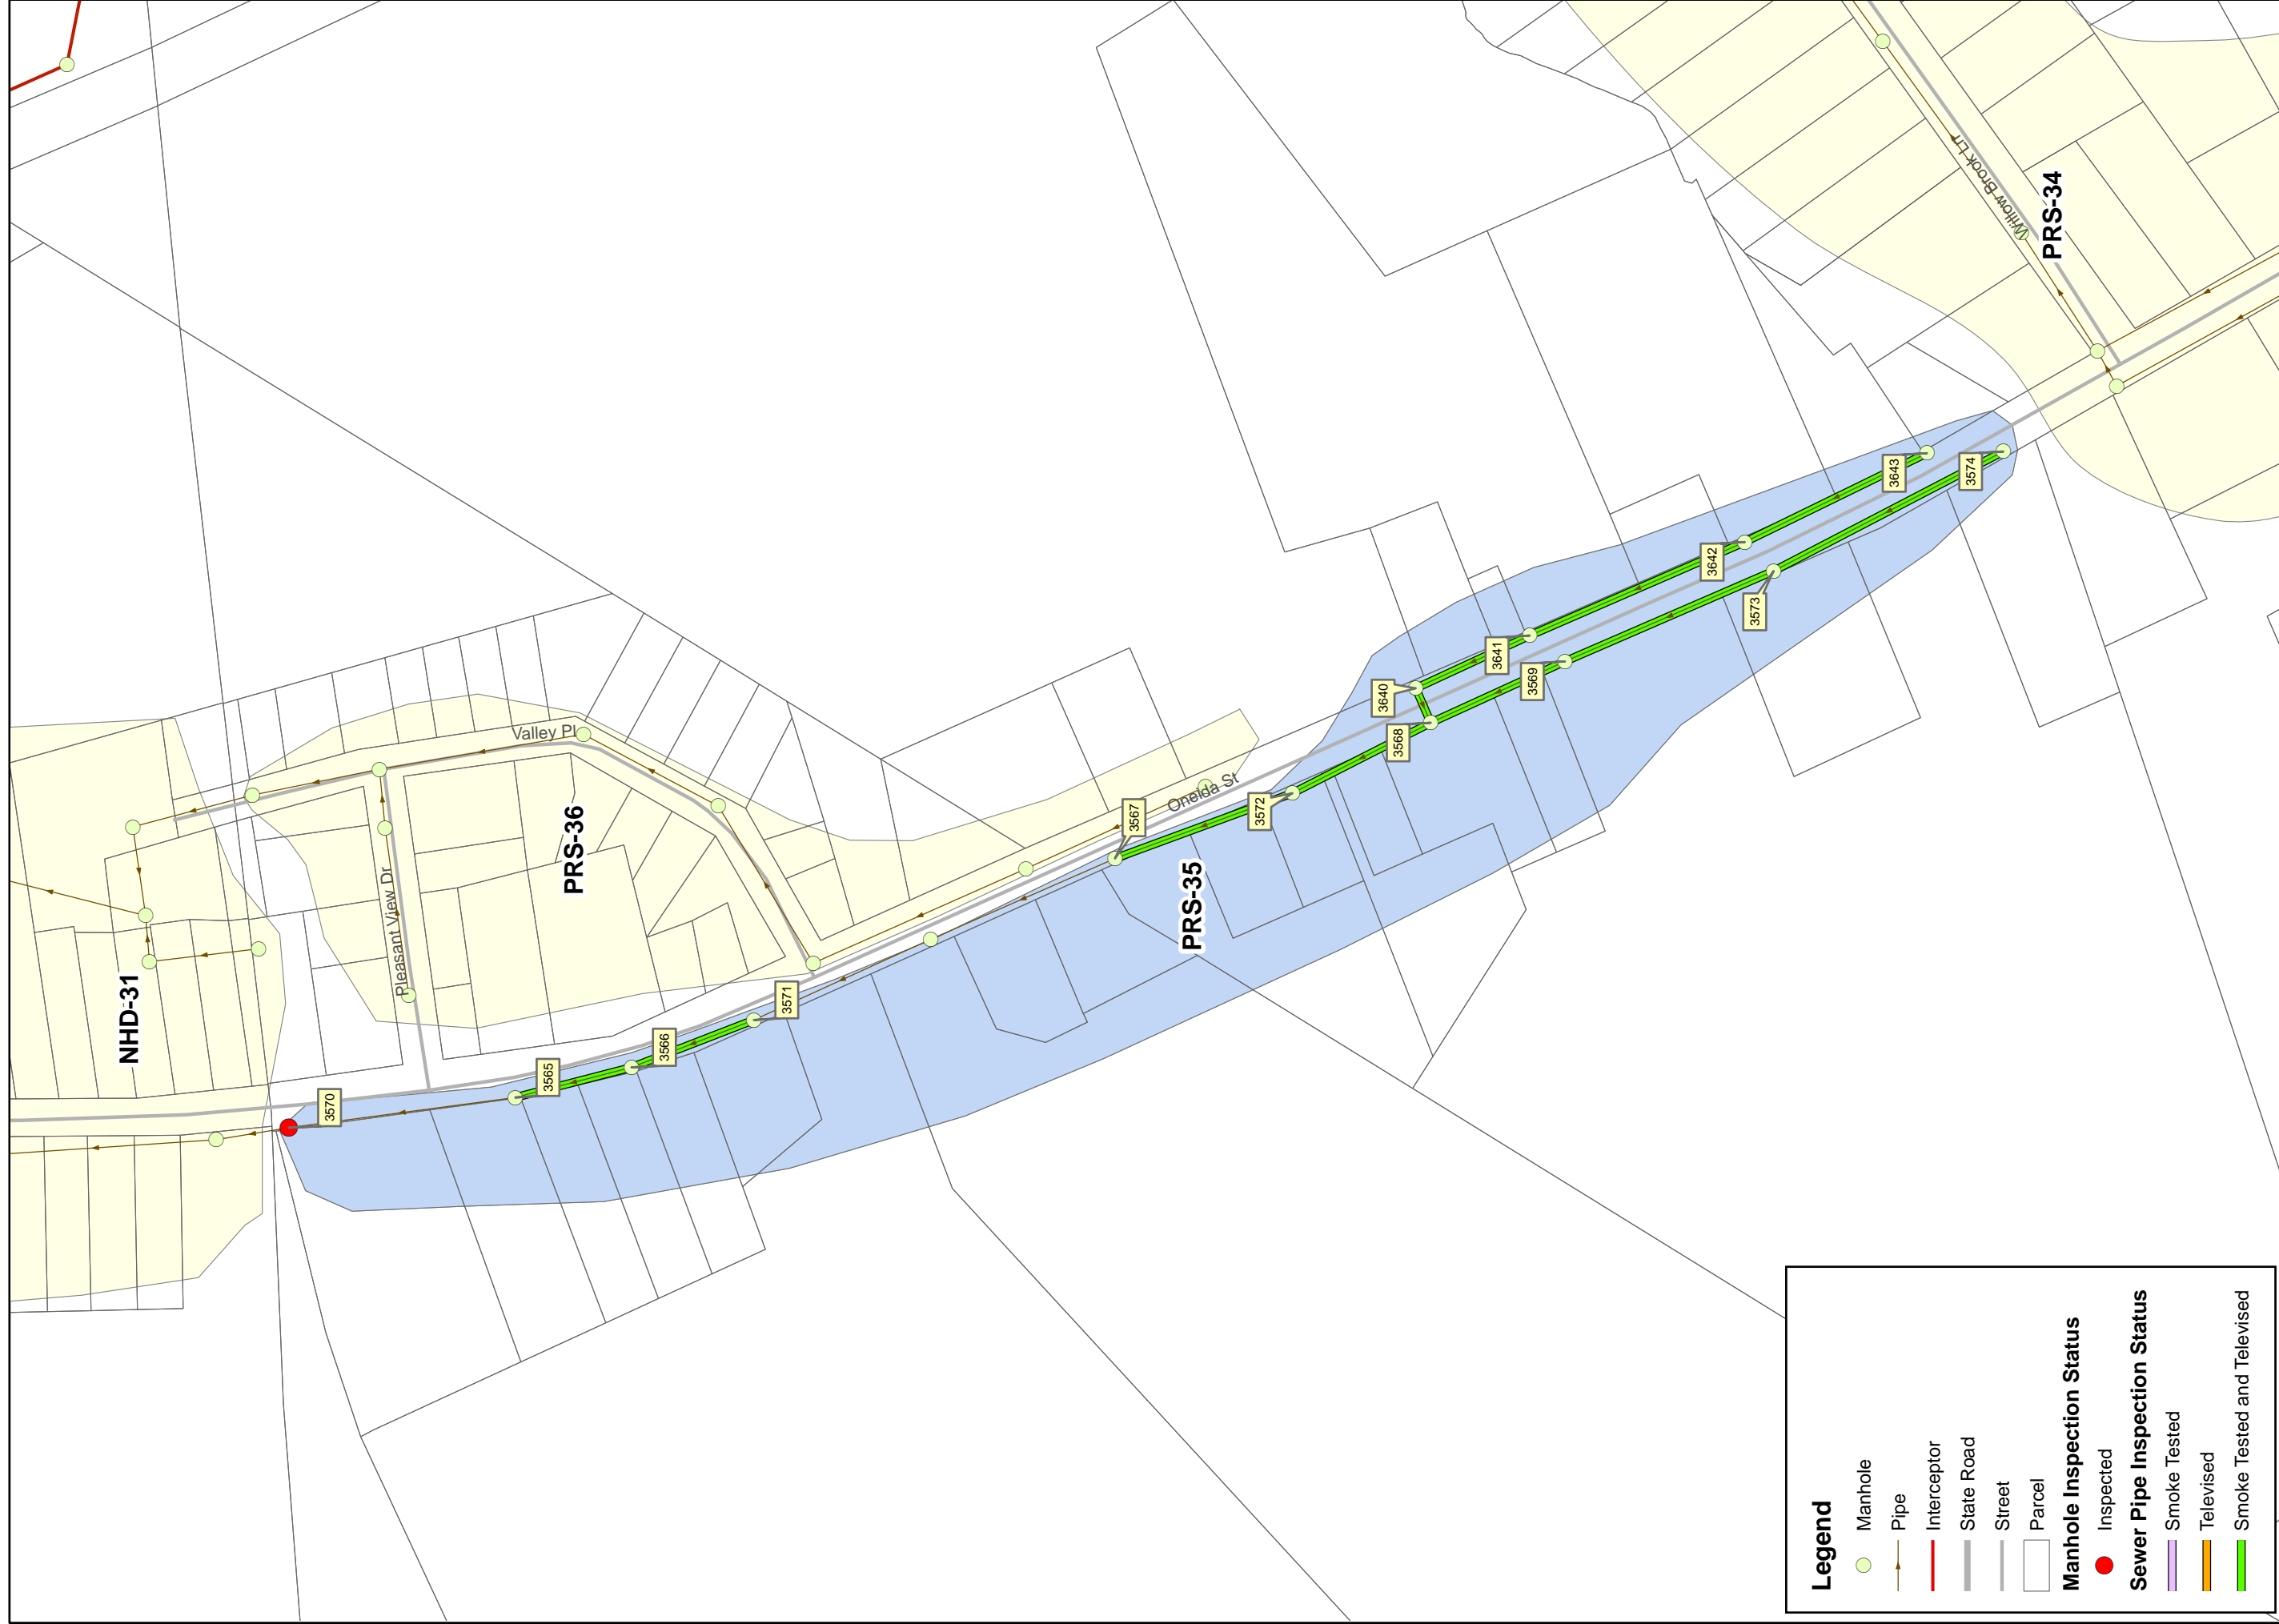 NHD-31
PRS-36
PRS-35
PRS-34
Valley Pl
Pleasant View Dr
Oneida St
Willow Brook Ln
3570
3565
3566
3571
3567
3572
3568
3640
3569
3641
3642
3573
3643
3574
Legend
Manhole
Pipe
Interceptor
State Road
Street
Parcel
Manhole Inspection Status
Inspected
Sewer Pipe Inspection Status
Smoke Tested
Televised
Smoke Tested and Televised